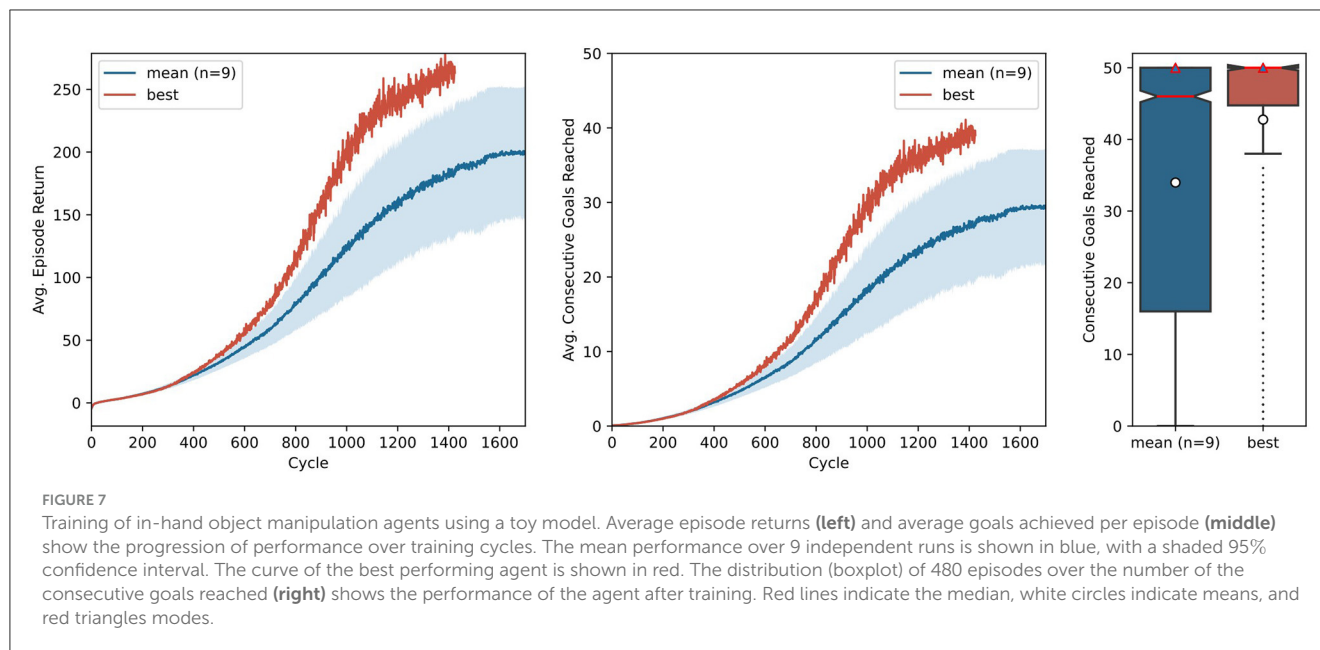 250
200
150
100
50
0
Avg. Episode Return
mean (n=9)
best
0 200 400 600 800 1000 1200 1400 1600
Cycle
50
40
30
20
10
0
Avg. Consecutive Goals Reached
mean (n=9)
best
0 200 400 600 800 1000 1200 1400 1600
Cycle
50
40
30
20
10
0
Consecutive Goals Reached
mean (n=9) best
FIGURE 7
Training of in-hand object manipulation agents using a toy model. Average episode returns (left) and average goals achieved per episode (middle)
show the progression of performance over training cycles. The mean performance over 9 independent runs is shown in blue, with a shaded 95%
confidence interval. The curve of the best performing agent is shown in red. The distribution (boxplot) of 480 episodes over the number of the
consecutive goals reached (right) shows the performance of the agent after training. Red lines indicate the median, white circles indicate means, and
red triangles modes.